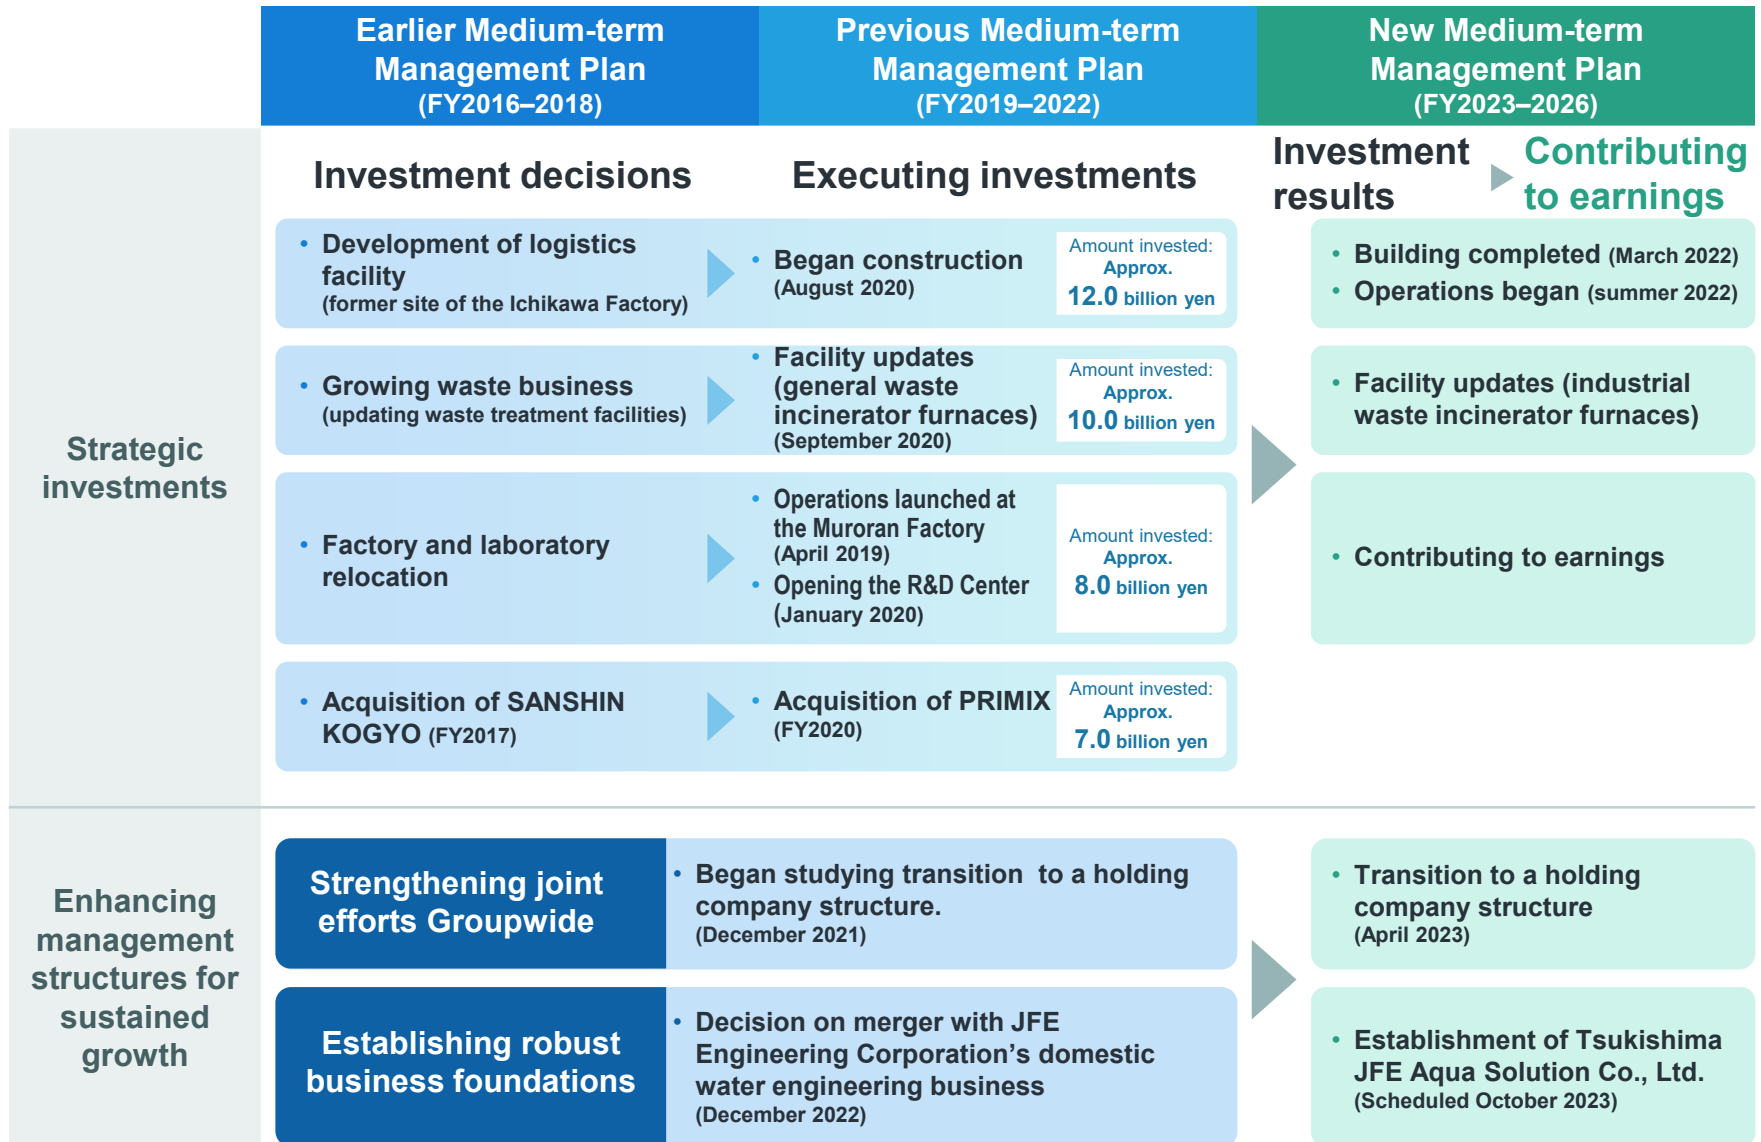 Earlier Medium-term
Management Plan
(FY2016–2018)
Previous Medium-term
Management Plan
(FY2019–2022)
New Medium-term
Management Plan
(FY2023–2026)
Strategic
investments
Investment decisions
Executing investments
Investment
results
Contributing
to earnings
• Development of logistics
facility
(former site of the Ichikawa Factory)
• Began construction
(August 2020)
Amount invested:
Approx.
12.0 billion yen
• Building completed (March 2022)
• Operations began (summer 2022)
• Growing waste business
(updating waste treatment facilities)
• Facility updates
(general waste
incinerator furnaces)
(September 2020)
Amount invested:
Approx.
10.0 billion yen
• Facility updates (industrial
waste incinerator furnaces)
• Factory and laboratory
relocation
• Operations launched at
the Muroran Factory
(April 2019)
• Opening the R&D Center
(January 2020)
Amount invested:
Approx.
8.0 billion yen
• Contributing to earnings
• Acquisition of SANSHIN
KOGYO (FY2017)
• Acquisition of PRIMIX
(FY2020)
Amount invested:
Approx.
7.0 billion yen
Enhancing
management
structures for
sustained
growth
Strengthening joint
efforts Groupwide
• Began studying transition to a holding
company structure.
(December 2021)
• Transition to a holding
company structure
(April 2023)
Establishing robust
business foundations
• Decision on merger with JFE
Engineering Corporation’s domestic
water engineering business
(December 2022)
• Establishment of Tsukishima
JFE Aqua Solution Co., Ltd.
(Scheduled October 2023)